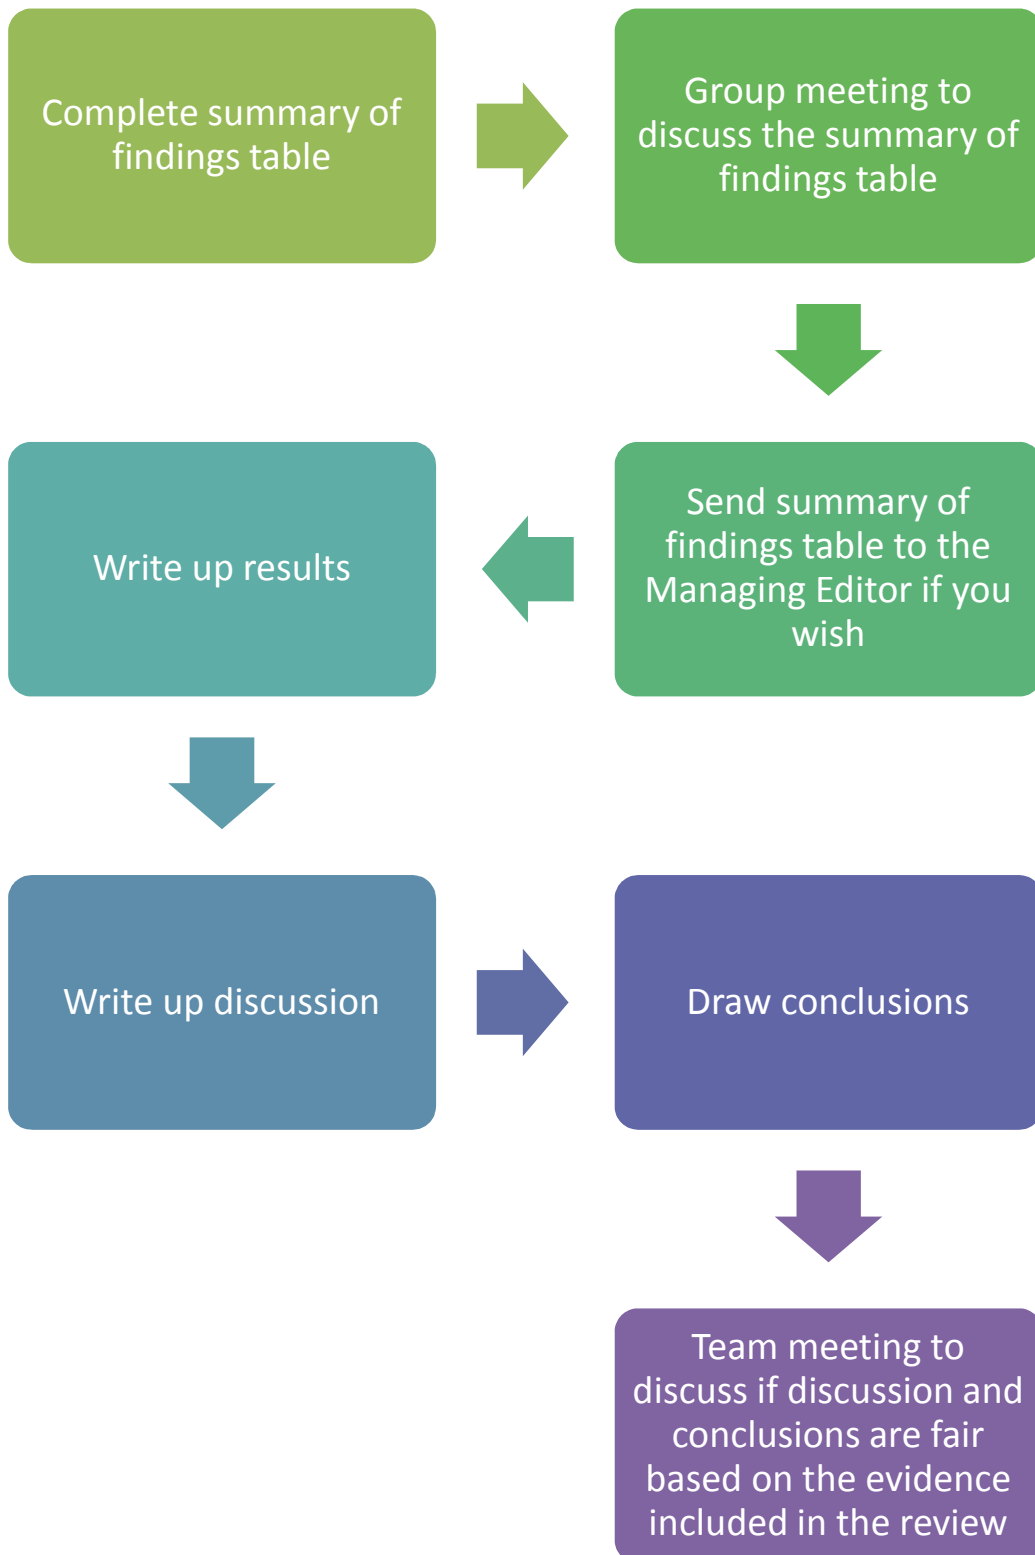 Complete summary of
findings table
Group meeting to
discuss the summary of
findings table
Send summary of
findings table to the
Managing Editor if you
wish
Write up results
Write up discussion
Draw conclusions
Team meeting to
discuss if discussion and
conclusions are fair
based on the evidence
included in the review